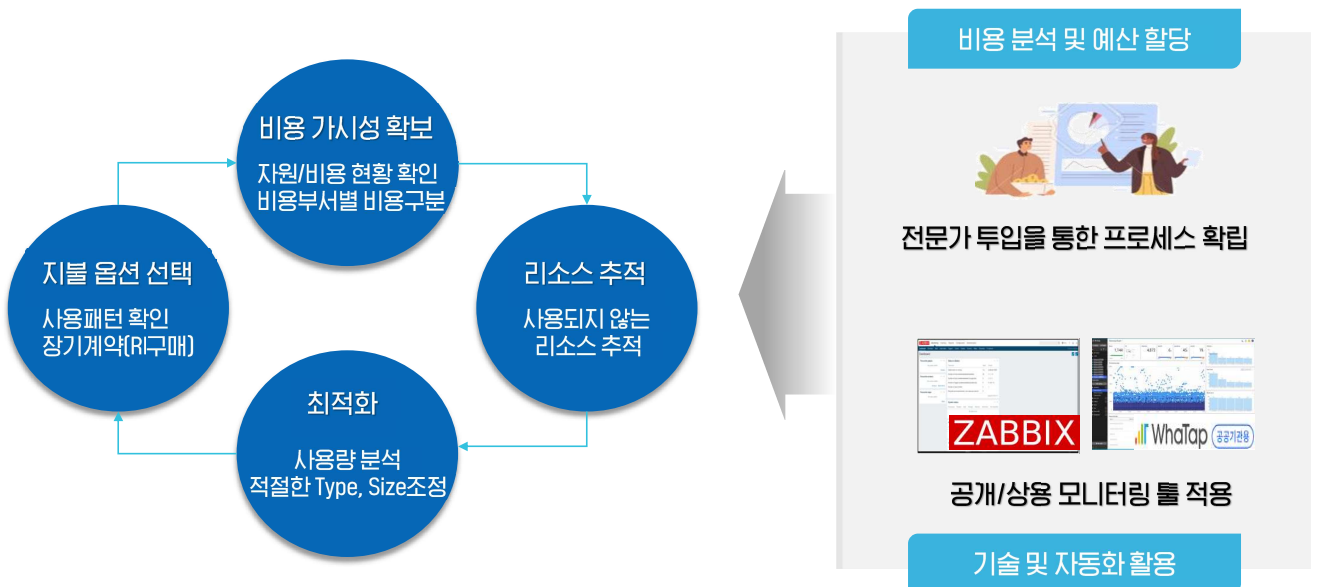 비용 가시성 확보
자원/비용 현황 확인
비용부서별 비용구분
리소스 추적
사용되지 않는
리소스 추적
최적화
사용량 분석
적절한 Type, Size조정
지불 옵션 선택
사용패턴 확인
장기계약(RI구매)
비용 분석 및 예산 할당
전문가 투입을 통한 프로세스 확립
ZABBIX
WhaTap 공공기관용
공개/상용 모니터링 툴 적용
기술 및 자동화 활용